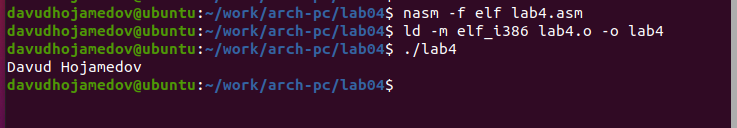 davudhojamedov@ubuntu:~/work/arch-pc/lab04$ nasm -f elf lab4.asm
davudhojamedov@ubuntu:~/work/arch-pc/lab04$ ld -m elf_i386 lab4.o -o lab4
davudhojamedov@ubuntu:~/work/arch-pc/lab04$ ./lab4
Davud Hojamedov
davudhojamedov@ubuntu:~/work/arch-pc/lab04$